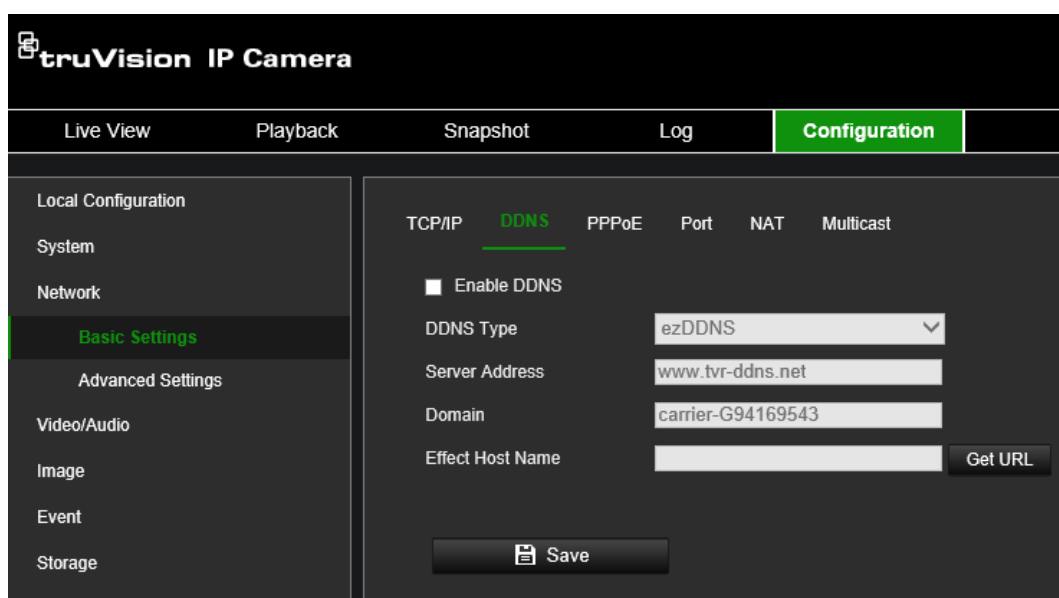 truVision IP Camera
Live View Playback Snapshot Log Configuration
Local Configuration
System
Network
Basic Settings
Advanced Settings
Video/Audio
Image
Event
Storage
TCP/IP DDNS PPPoE Port NAT Multicast
Enable DDNS
DDNS Type ezDDNS
Server Address www.tvr-ddns.net
Domain carrier-G94169543
Effect Host Name Get URL
Save